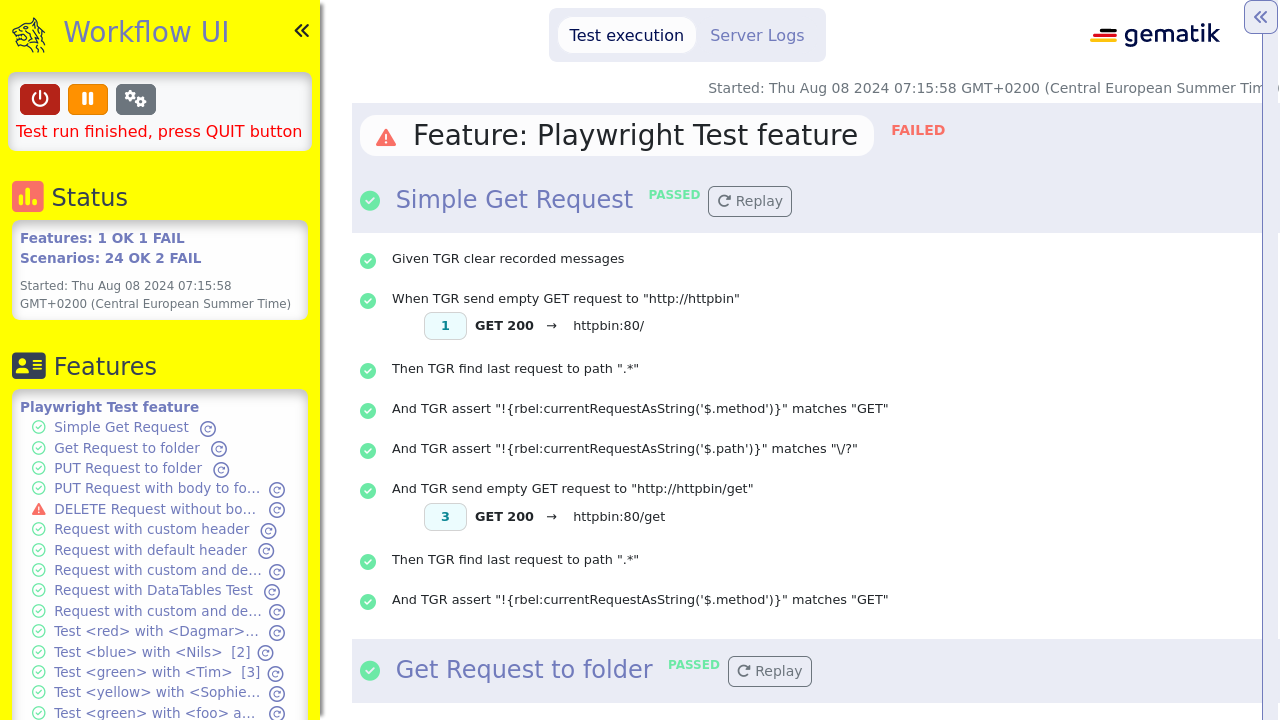 Workflow UI
Test run finished, press QUIT button
Status
Features: 1 OK 1 FAIL
Scenarios: 24 OK 2 FAIL
Started: Thu Aug 08 2024 07:15:58
GMT+0200 (Central European Summer Time)
Features
Playwright Test feature
Simple Get Request
Get Request to folder
PUT Request to folder
PUT Request with body to fo...
DELETE Request without bo...
Request with custom header
Request with default header
Request with custom and de...
Request with DataTables Test
Request with custom and de...
Test <red> with <Dagmar>...
Test <blue> with <Nils> [2]
Test <green> with <Tim> [3]
Test <yellow> with <Sophie...
Test <green> with <foo> a...
Test execution
Server Logs
gematik
Started: Thu Aug 08 2024 07:15:58 GMT+0200 (Central European Summer Time)
Feature: Playwright Test feature FAILED
Simple Get Request PASSED Replay
Given TGR clear recorded messages
When TGR send empty GET request to "http://httpbin"
1 GET 200 → httpbin:80/
Then TGR find last request to path ".*"
And TGR assert "!{rbel:currentRequestAsString('$.method')}" matches "GET"
And TGR assert "!{rbel:currentRequestAsString('$.path')}" matches "\/?"
And TGR send empty GET request to "http://httpbin/get"
3 GET 200 → httpbin:80/get
Then TGR find last request to path ".*"
And TGR assert "!{rbel:currentRequestAsString('$.method')}" matches "GET"
Get Request to folder PASSED Replay